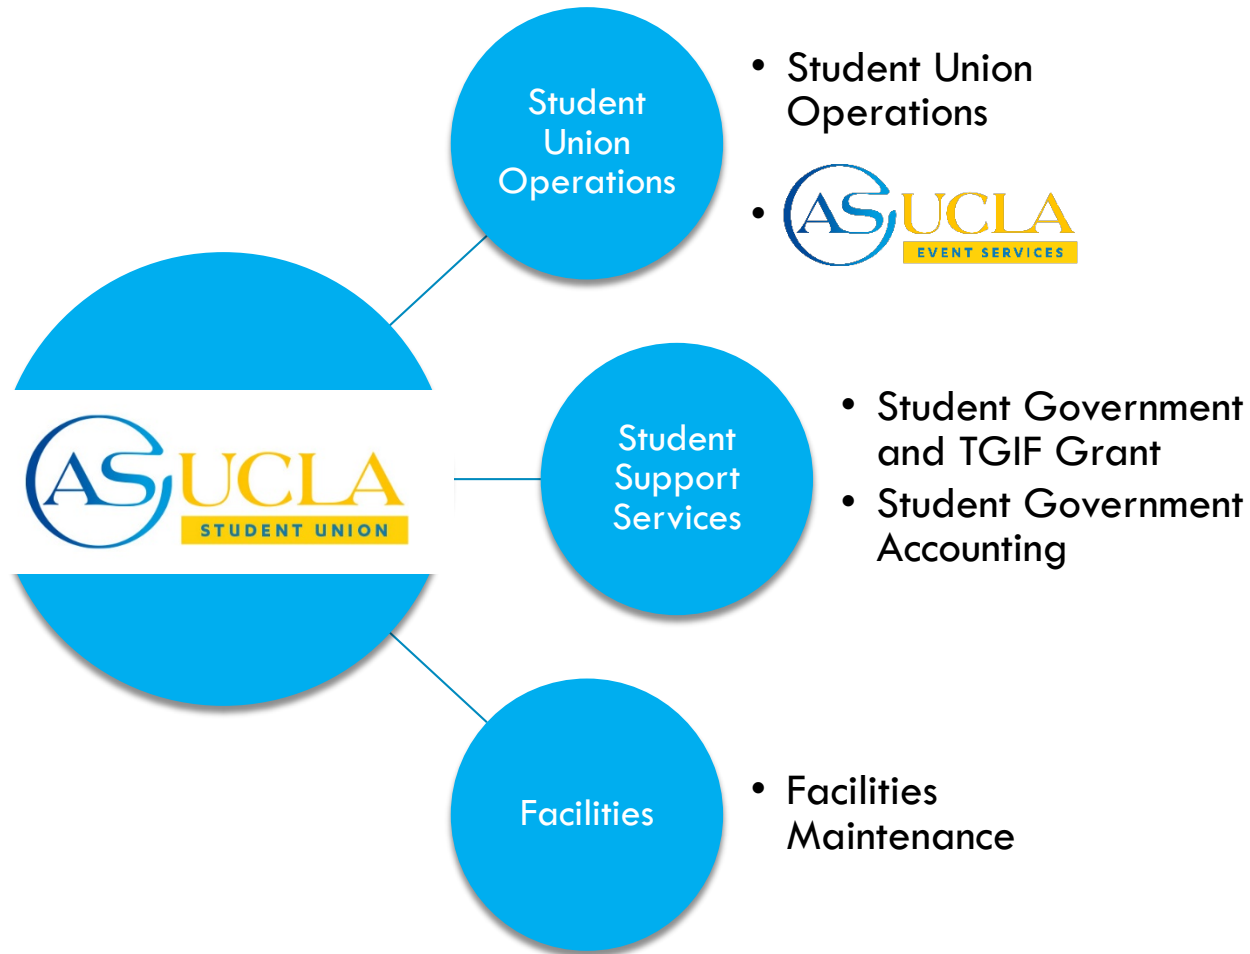 Student
Union
Operations
• Student Union
Operations
• ASUCLA
EVENT SERVICES
ASUCLA
STUDENT UNION
Student
Support
Services
• Student Government
and TGIF Grant
• Student Government
Accounting
Facilities
• Facilities
Maintenance